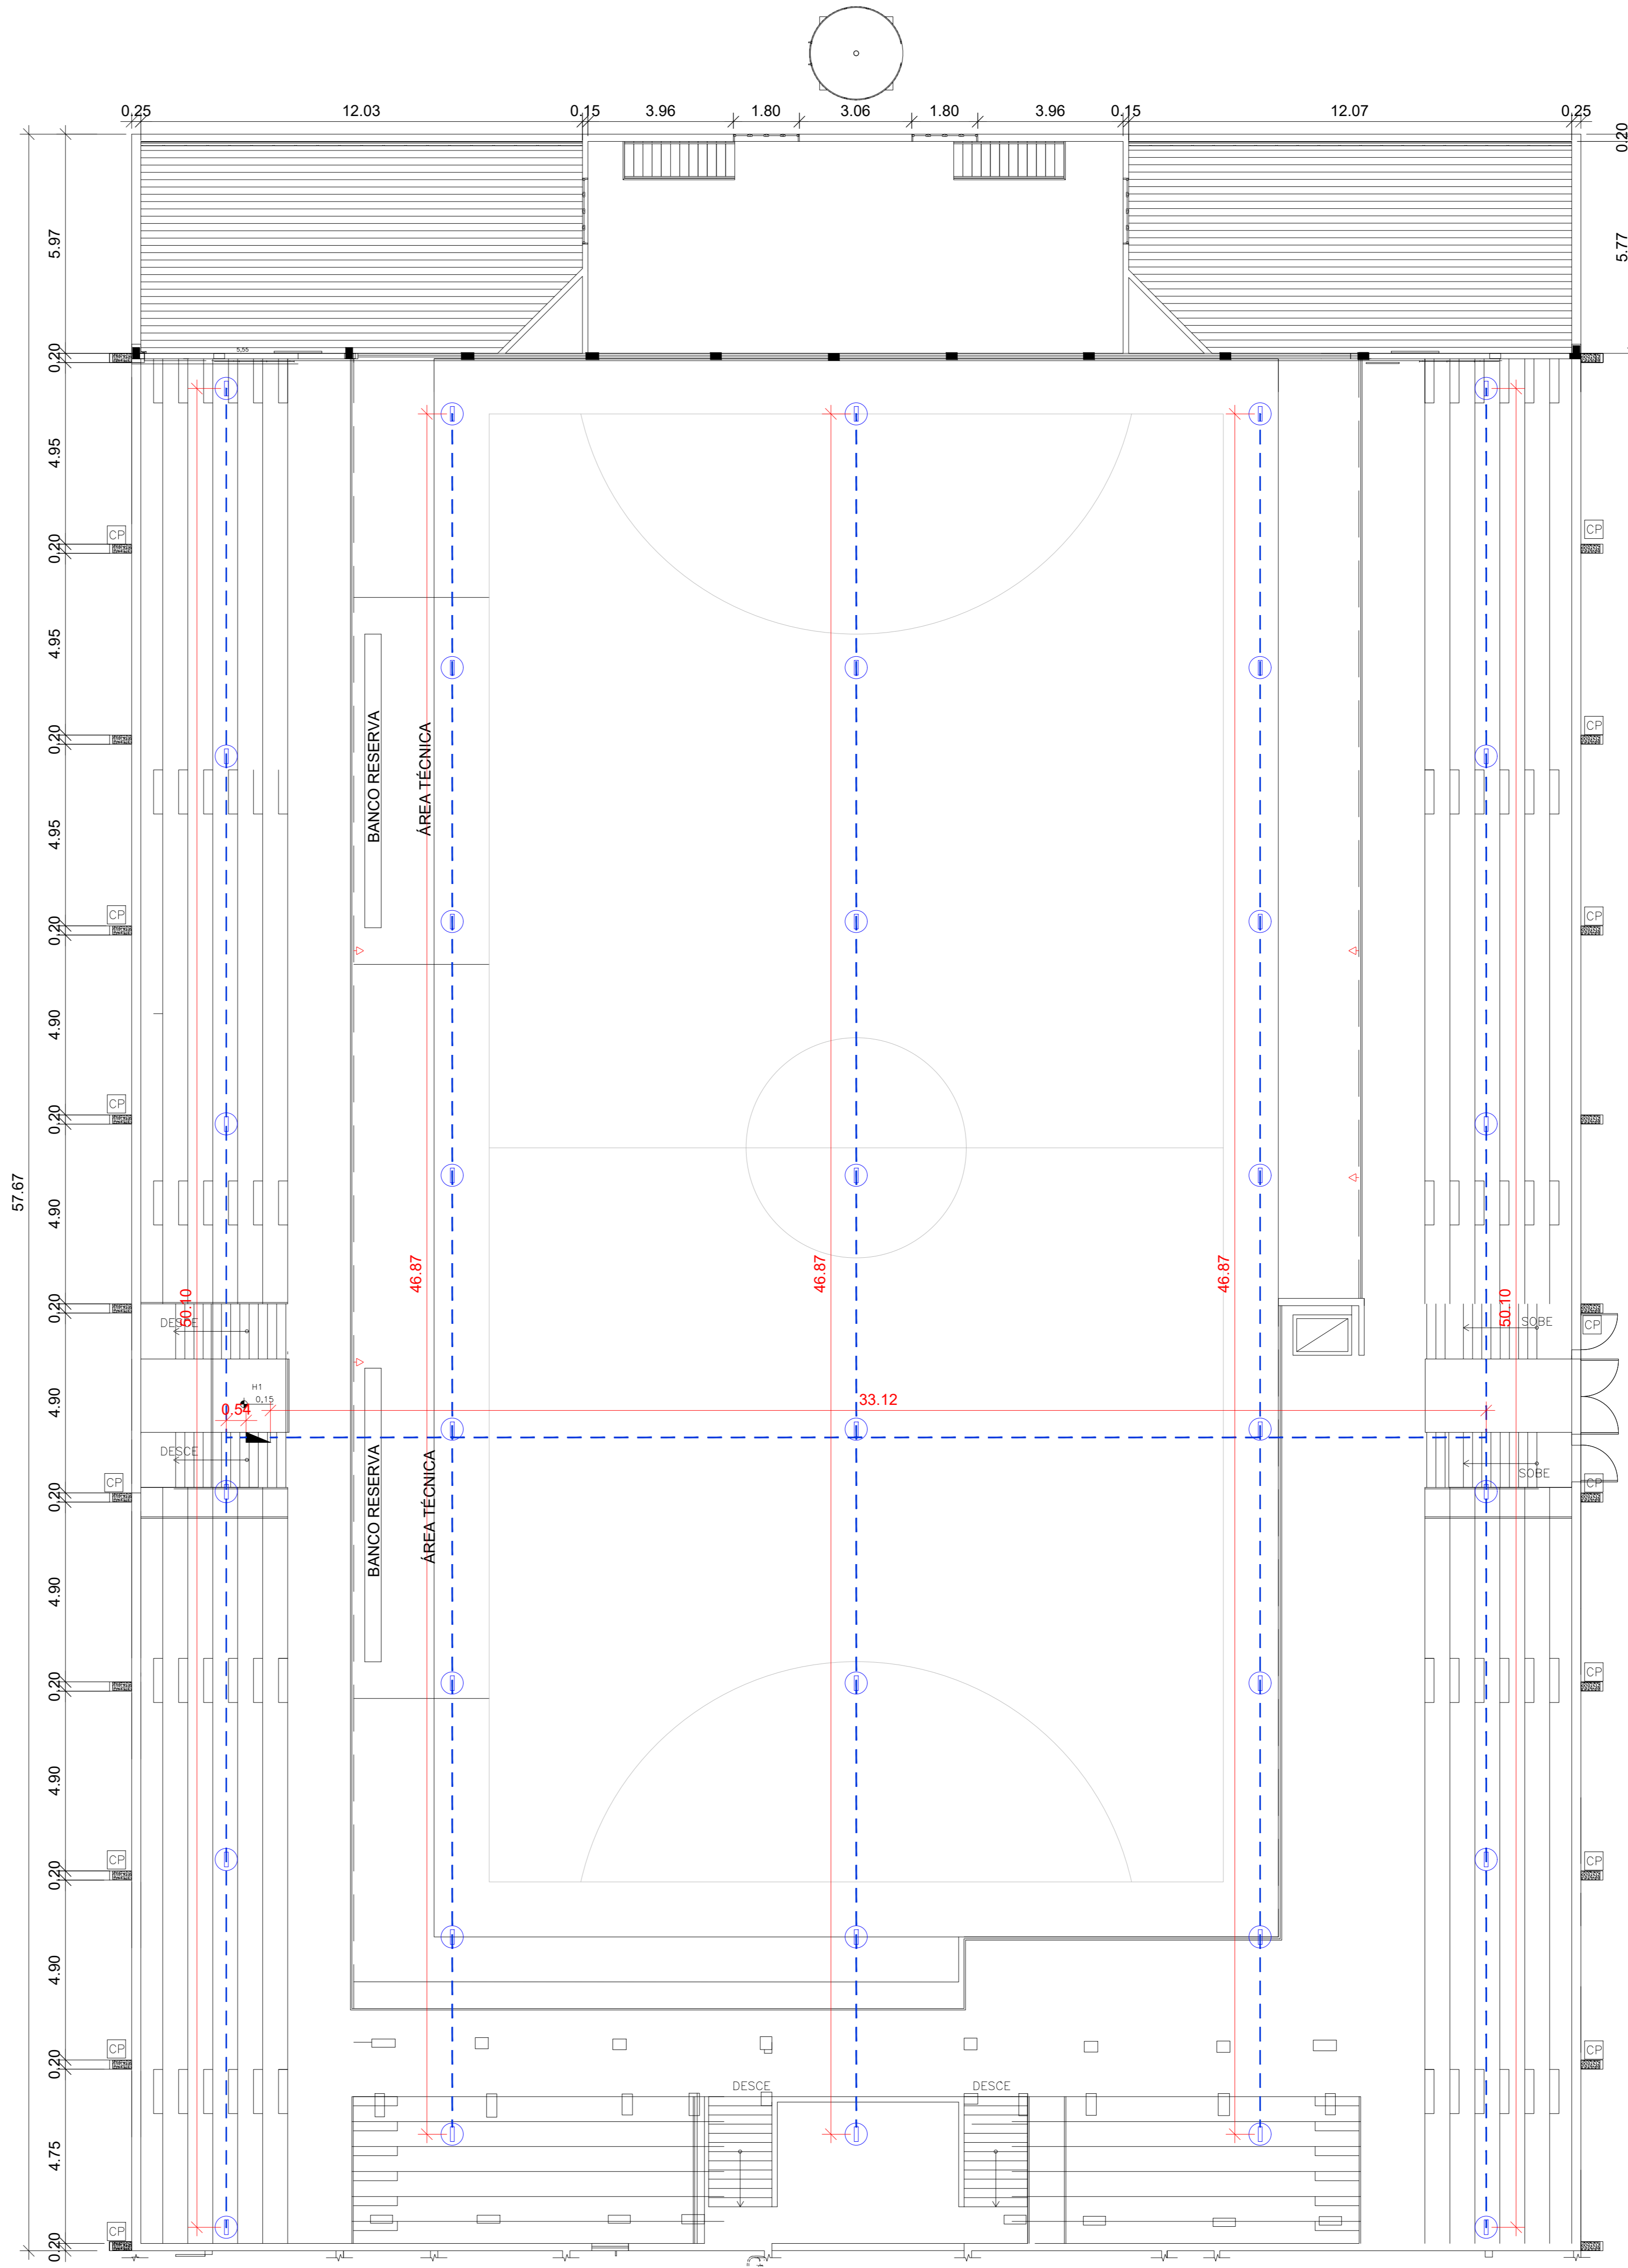 0.25
12.03
0.15
3.96
1.80
3.06
1.80
3.96
0.15
12.07
0.25
0.20
5.97
5.77
0.20
5,55
4.95
CP
CP
0.20
4.95
BANCO RESERVA
ÁREA TÉCNICA
0.20
CP
4.95
CP
CP
0.20
4.90
CP
0.20
57.67
4.90
46.87
46.87
46.87
50.10
50.10
0.20
DESCE
SOBE
CP
H1
0,15
4.90
0.54
33.12
DESCE
SOBE
BANCO RESERVA
ÁREA TÉCNICA
CP
CP
0.20
4.90
CP
0.20
4.90
CP
CP
0.20
4.90
CP
CP
0.20
DESCE
DESCE
4.75
CP
0.20